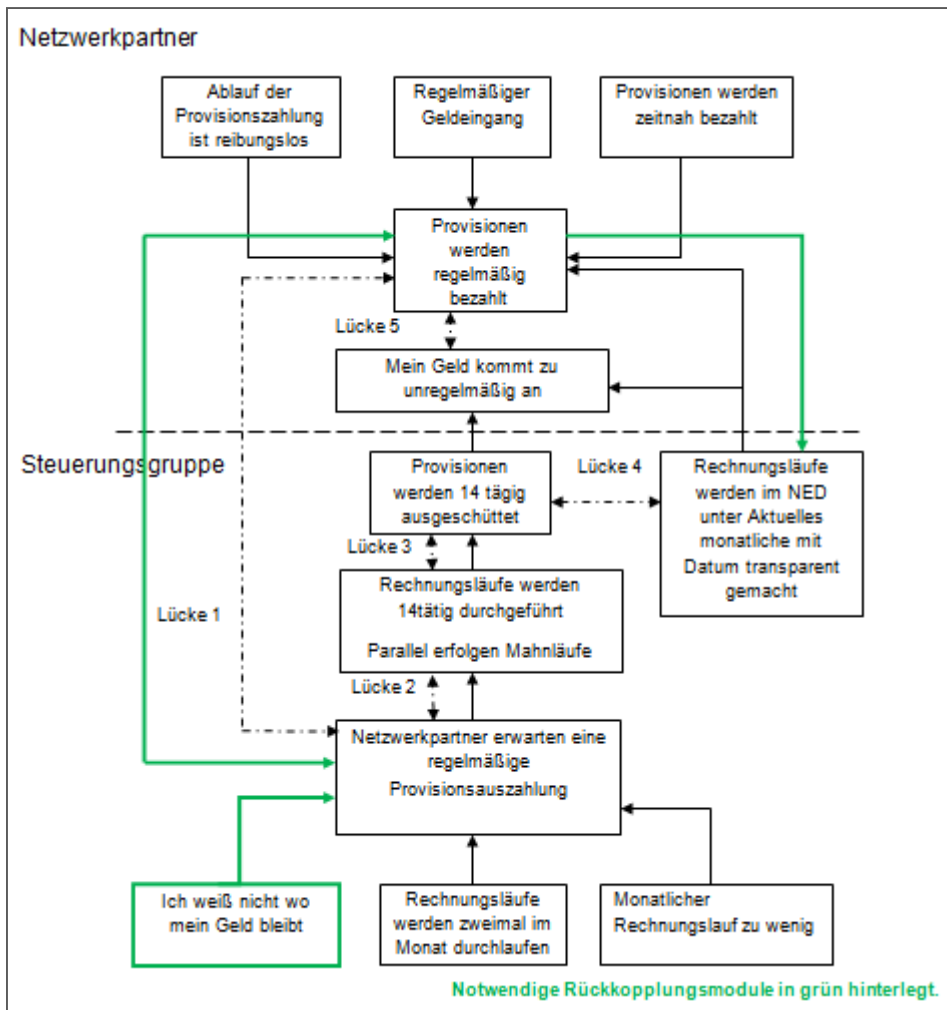 Netzwerkpartner
Ablauf der
Provisionszahlung
ist reibungslos
Regelmäßiger
Geldeingang
Provisionen werden
zeitnah bezahlt
Provisionen
werden
regelmäßig
bezahlt
Lücke 5
Mein Geld kommt zu
unregelmäßig an
Steuerungsgruppe
Provisionen
werden 14 tägig
ausgeschüttet
Lücke 4
Rechnungsläufe
werden im NED
unter Aktuelles
monatliche mit
Datum transparent
gemacht
Lücke 3
Rechnungsläufe werden
14tägig durchgeführt
Parallel erfolgen Mahnläufe
Lücke 1
Lücke 2
Netzwerkpartner erwarten eine
regelmäßige
Provisionsauszahlung
Ich weiß nicht wo
mein Geld bleibt
Rechnungsläufe
werden zweimal im
Monat durchlaufen
Monatlicher
Rechnungslauf zu wenig
Notwendige Rückkopplungsmodule in grün hinterlegt.